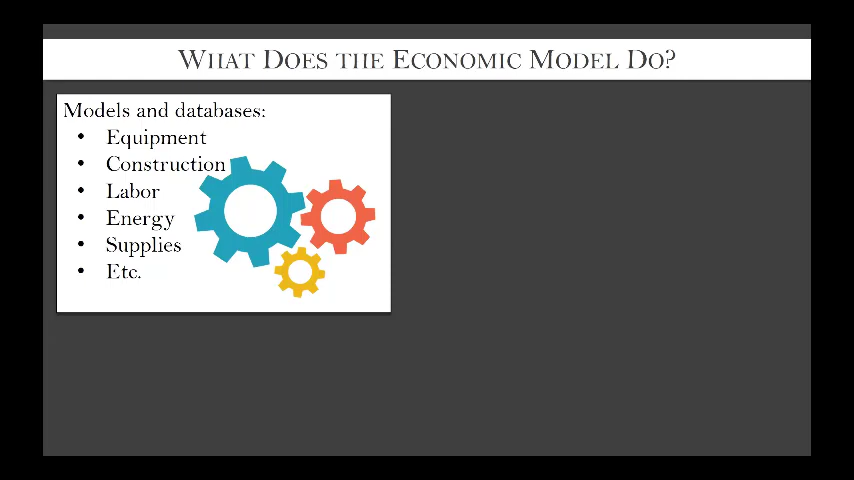 WHAT DOES THE ECONOMIC MODEL DO?
Models and databases:
• Equipment
• Construction
• Labor
• Energy
• Supplies
• Etc.